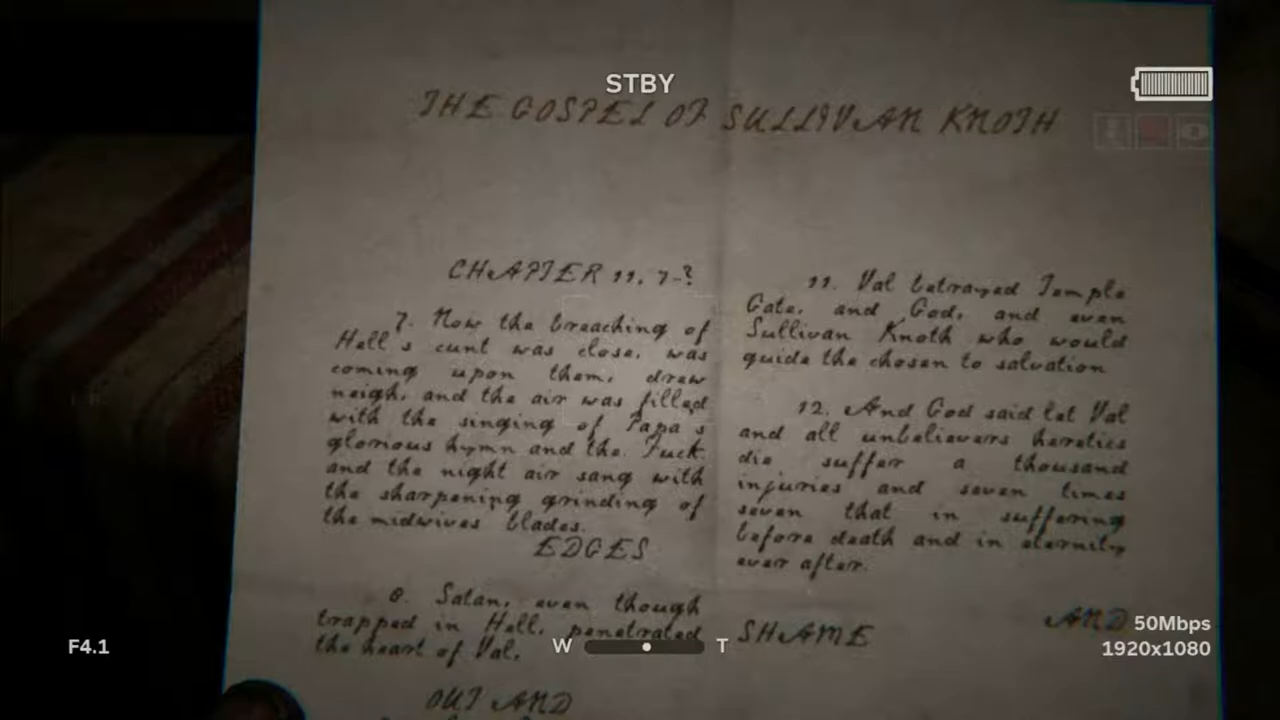 STBY
THE GOSPEL OF SULLIVAN KNOTH
CHAPTER 11, 7-?
7. Now the breaching of
Hell's cunt was close, was
coming upon them, drew
neigh, and the air was filled
with the singing of Papa's
glorious hymn and the Fuck
and the night air sang with
the sharpening grinding of
the midwives blades.
EDGES
8. Satan, even though
trapped in Hell, penetrated
the heart of Val,
OUT AND
11. Val betrayed Temple
Gate, and God, and even
Sullivan Knoth who would
guide the chosen to salvation
12. And God said let Val
and all unbelievers heretics
die suffer a thousand
injuries and seven times
seven that in suffering
before death and in eternity
ever after.
SHAME AND
F4.1
W T
50Mbps
1920x1080